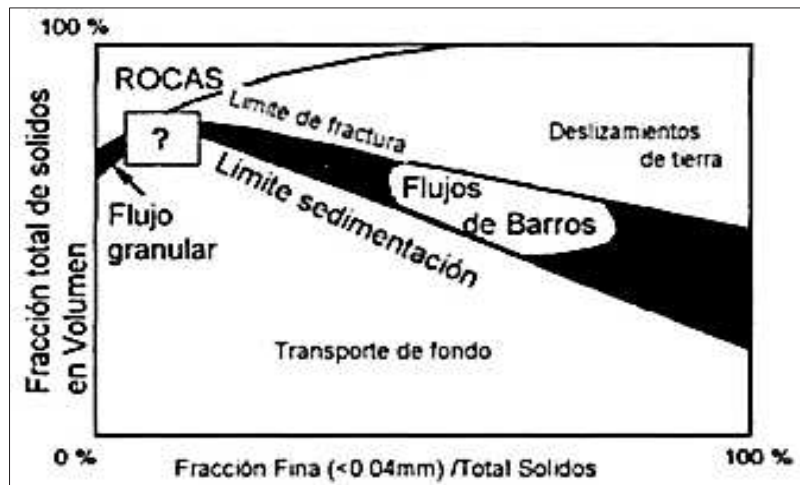 100 %
ROCAS
?
Límite de fractura
Deslizamientos
de tierra
Flujos
de Barros
Flujo
granular
Límite sedimentación
Transporte de fondo
Fracción total de solidos
en Volumen
0 %
Fracción Fina (<0 04mm) /Total Solidos
100 %